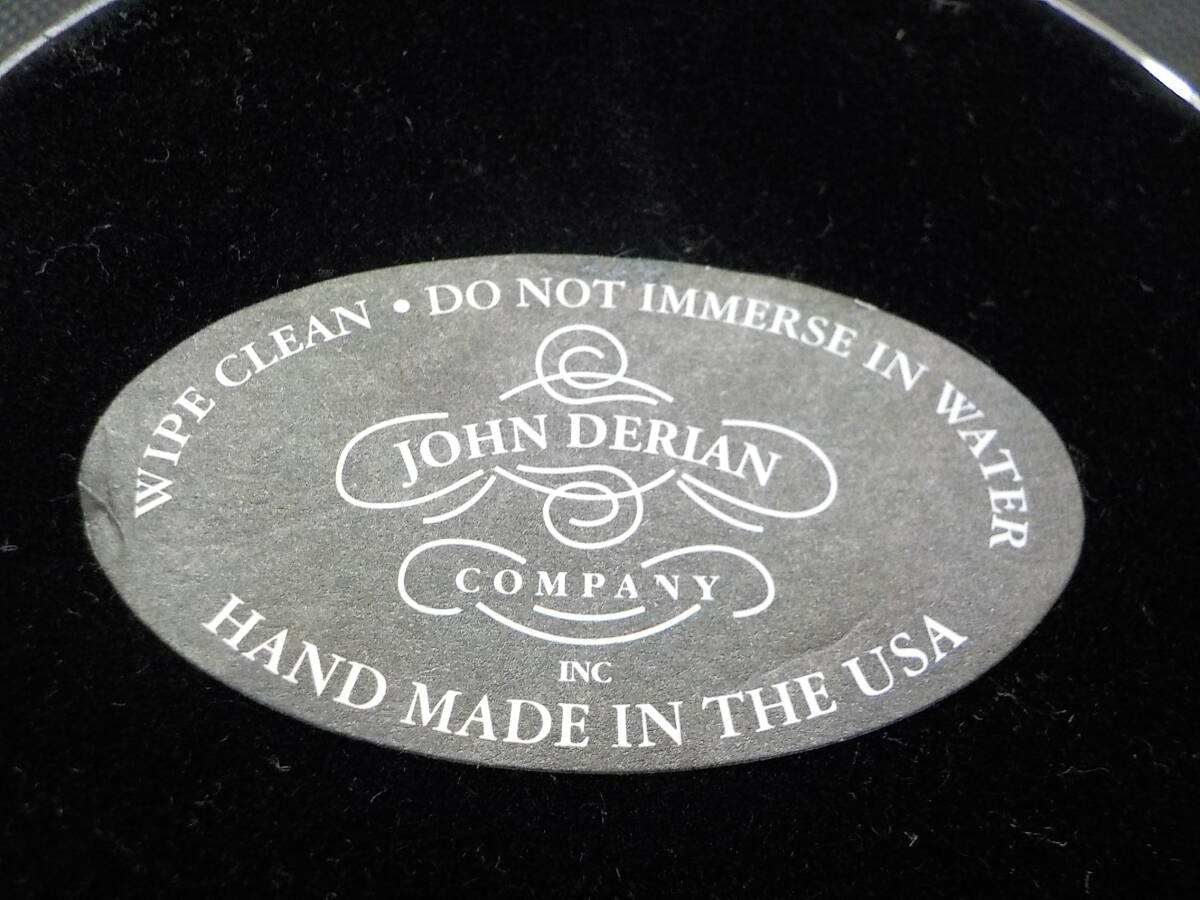 WIPE CLEAN • DO NOT IMMERSE IN WATER
JOHN DERIAN
COMPANY
INC
HAND MADE IN THE USA